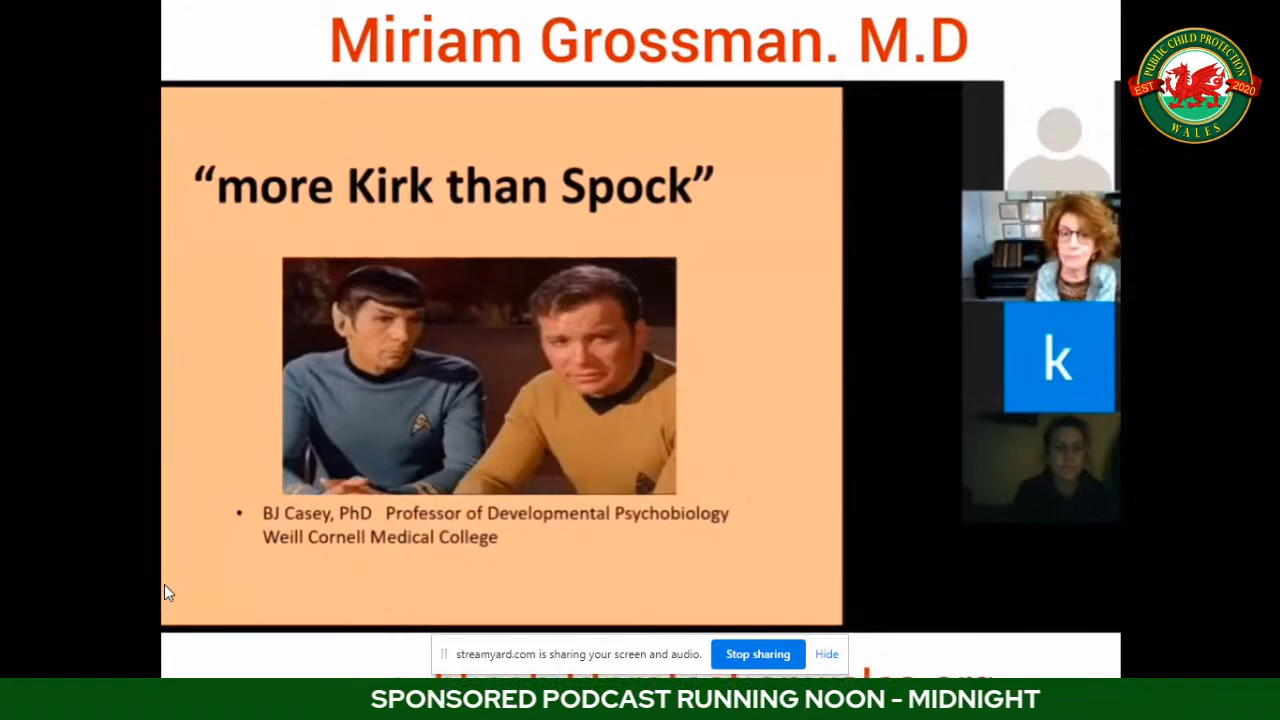 Miriam Grossman. M.D
PUBLIC CHILD PROTECTION
EST 2020
WALES
“more Kirk than Spock”
k
• BJ Casey, PhD Professor of Developmental Psychobiology
Weill Cornell Medical College
streamyard.com is sharing your screen and audio. Stop sharing Hide
SPONSORED PODCAST RUNNING NOON - MIDNIGHT